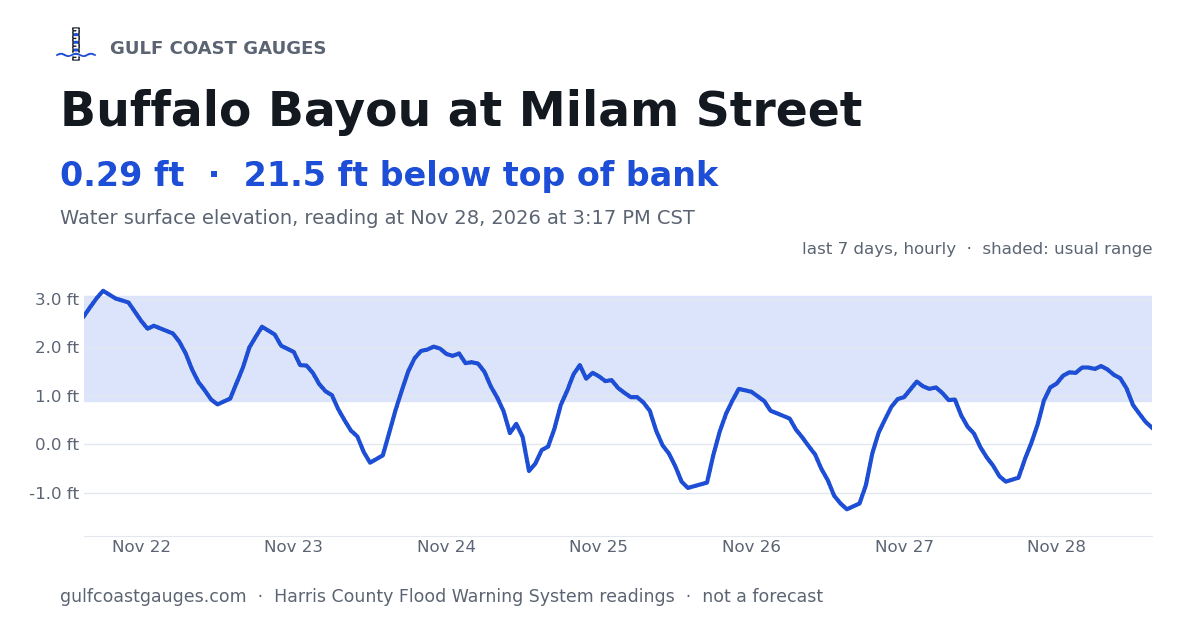 GULF COAST GAUGES
Buffalo Bayou at Milam Street
0.29 ft · 21.5 ft below top of bank
Water surface elevation, reading at Nov 28, 2026 at 3:17 PM CST
last 7 days, hourly · shaded: usual range
3.0 ft
2.0 ft
1.0 ft
0.0 ft
-1.0 ft
Nov 22 Nov 23 Nov 24 Nov 25 Nov 26 Nov 27 Nov 28
gulfcoastgauges.com · Harris County Flood Warning System readings · not a forecast